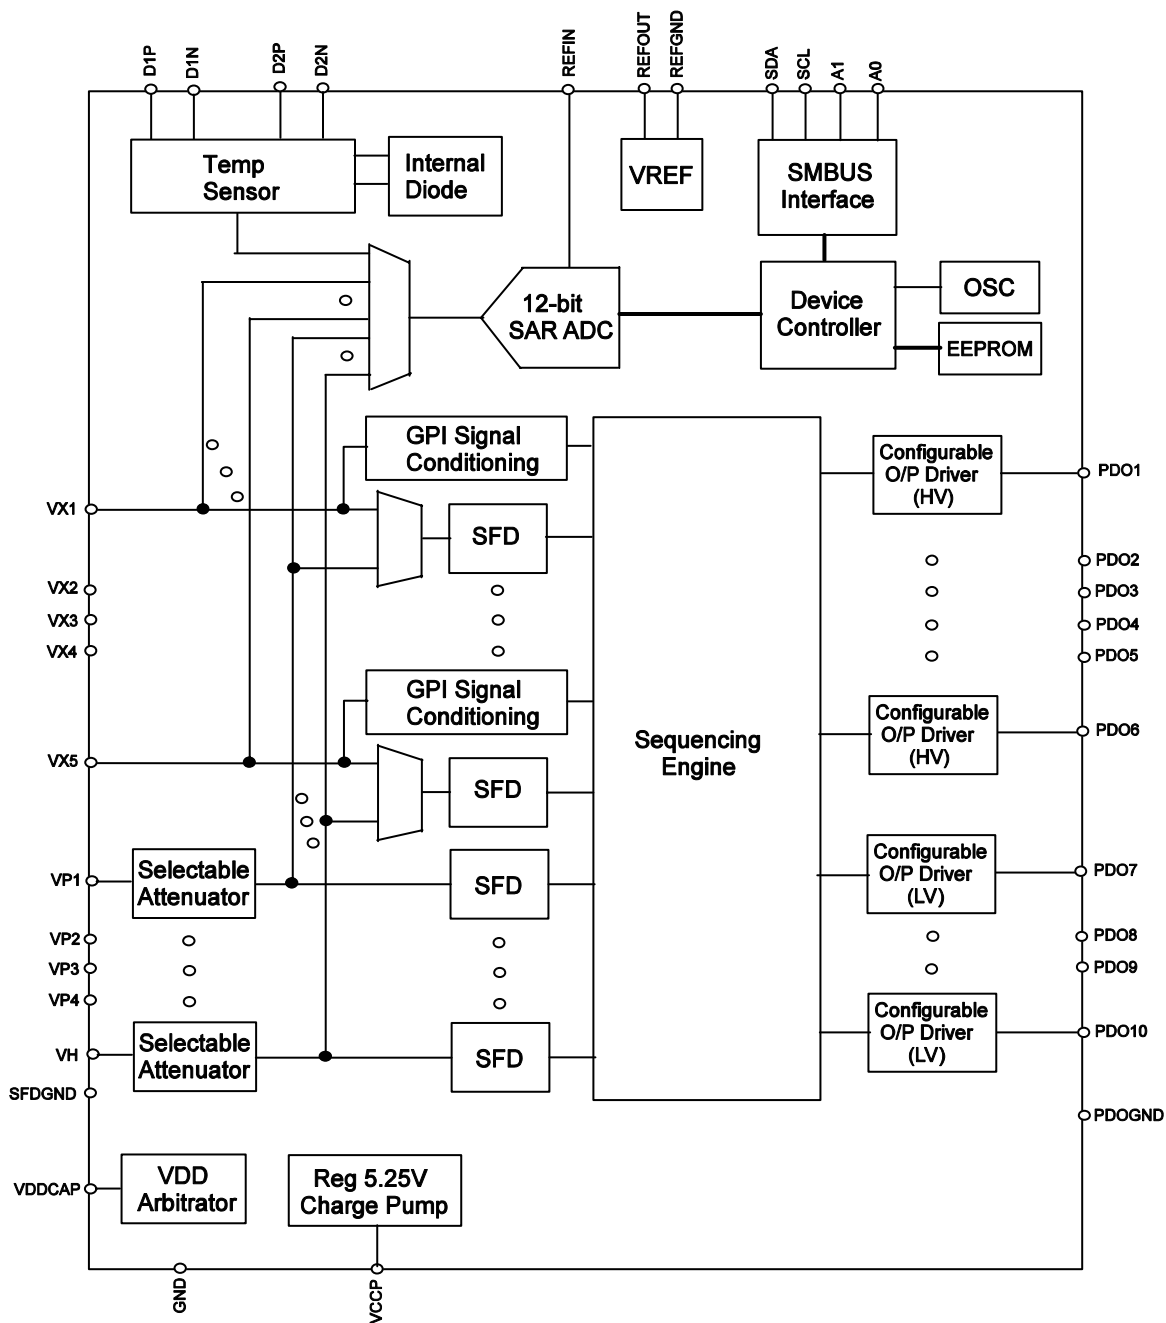 D1P
D1N
D2P
D2N
REFIN
REFOUT
REFGND
SDA
SCL
A1
A0
Temp
Sensor
Internal
Diode
VREF
SMBUS
Interface
12-bit
SAR ADC
Device
Controller
OSC
EEPROM
GPI Signal
Conditioning
Configurable
O/P Driver
(HV)
PDO1
VX1
SFD
PDO2
VX2
PDO3
VX3
PDO4
VX4
PDO5
GPI Signal
Conditioning
Sequencing
Engine
Configurable
O/P Driver
(HV)
PDO6
VX5
SFD
VP1
Selectable
Attenuator
SFD
Configurable
O/P Driver
(LV)
PDO7
VP2
PDO8
VP3
PDO9
VP4
VH
Selectable
Attenuator
SFD
Configurable
O/P Driver
(LV)
PDO10
SFDGND
PDOGND
VDDCAP
VDD
Arbitrator
Reg 5.25V
Charge Pump
GND
VCCP